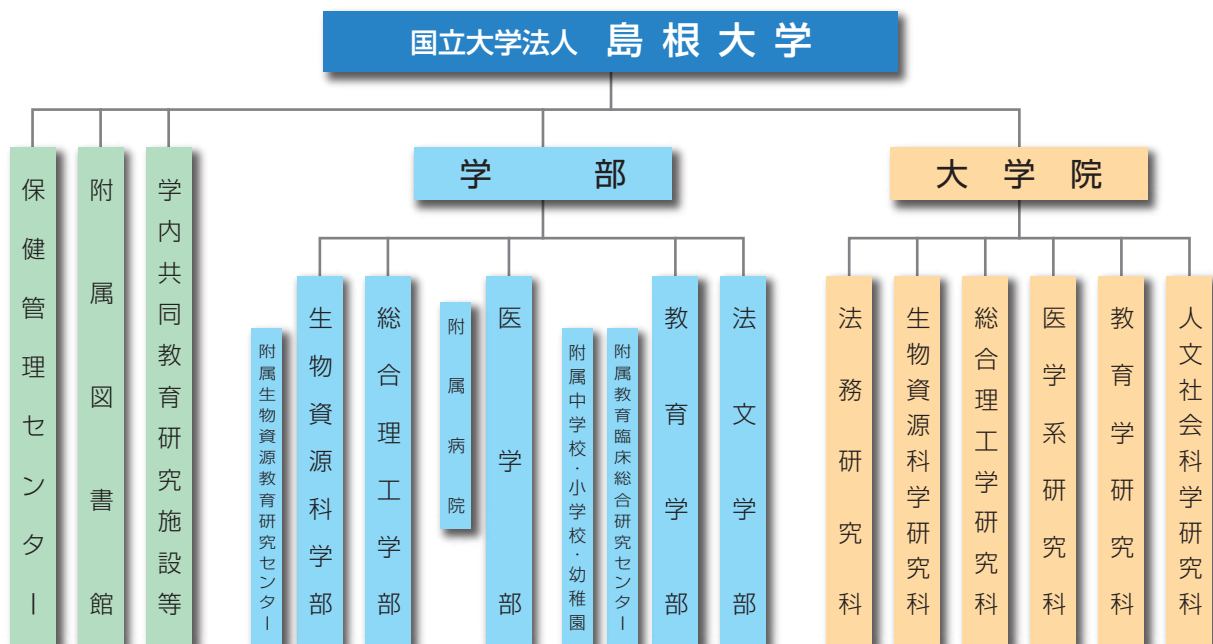 国立大学法人 島根大学
学部
大学院
保健管理センター
附属図書館
学内共同教育研究施設等
附属生物資源教育研究センター
生物資源科学部
総合理工学部
附属病院
医学部
附属中学校・小学校・幼稚園
附属教育臨床総合研究センター
教育学部
法文学部
法務研究科
生物資源科学研究科
総合理工学研究科
医学系研究科
教育学研究科
人文社会科学研究科